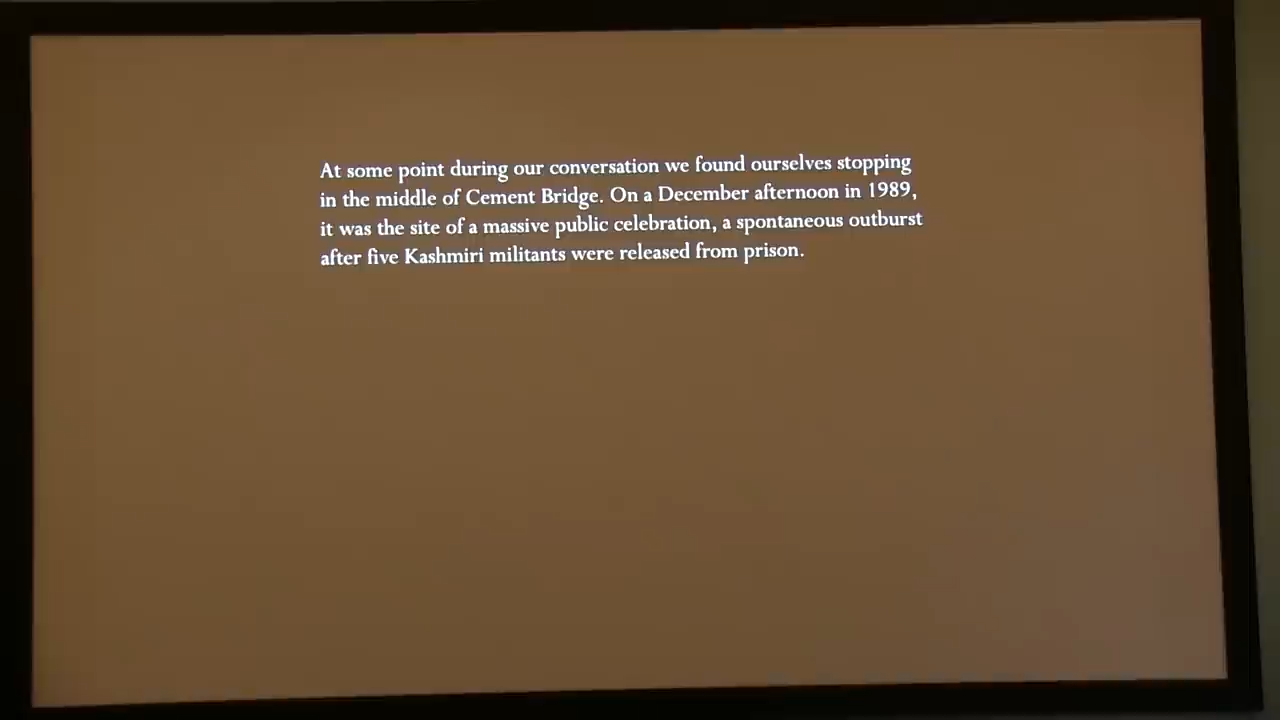 At some point during our conversation we found ourselves stopping
in the middle of Cement Bridge. On a December afternoon in 1989,
it was the site of a massive public celebration, a spontaneous outburst
after five Kashmiri militants were released from prison.